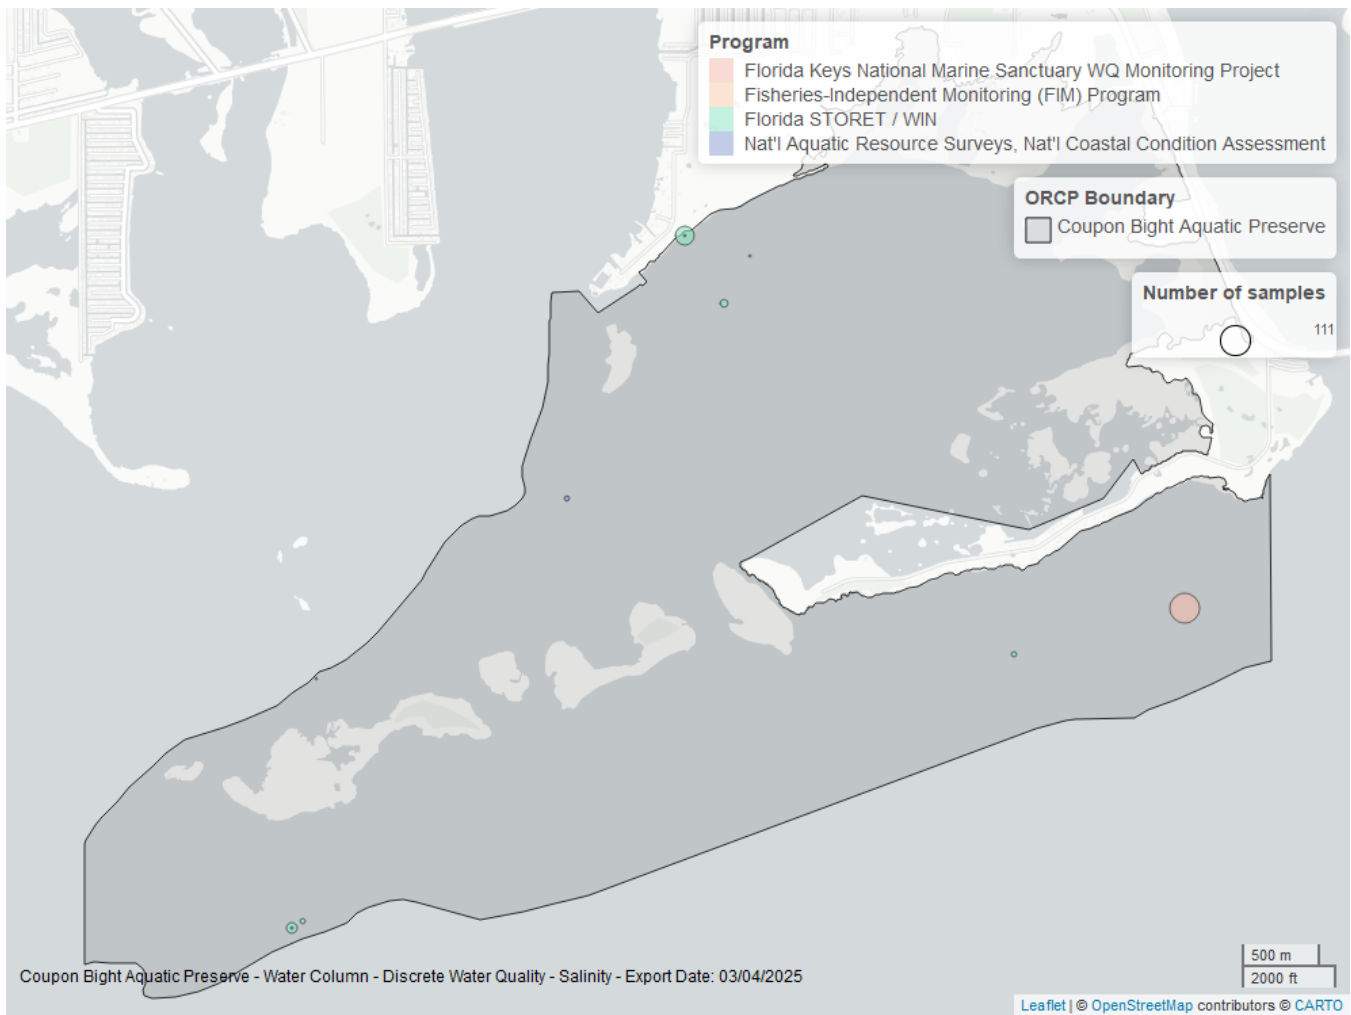 Program
Florida Keys National Marine Sanctuary WQ Monitoring Project
Fisheries-Independent Monitoring (FIM) Program
Florida STORET / WIN
Nat'l Aquatic Resource Surveys, Nat'l Coastal Condition Assessment
ORCP Boundary
Coupon Bight Aquatic Preserve
Number of samples
111
500 m
2000 ft
Coupon Bight Aquatic Preserve - Water Column - Discrete Water Quality - Salinity - Export Date: 03/04/2025
Leaflet | © OpenStreetMap contributors © CARTO